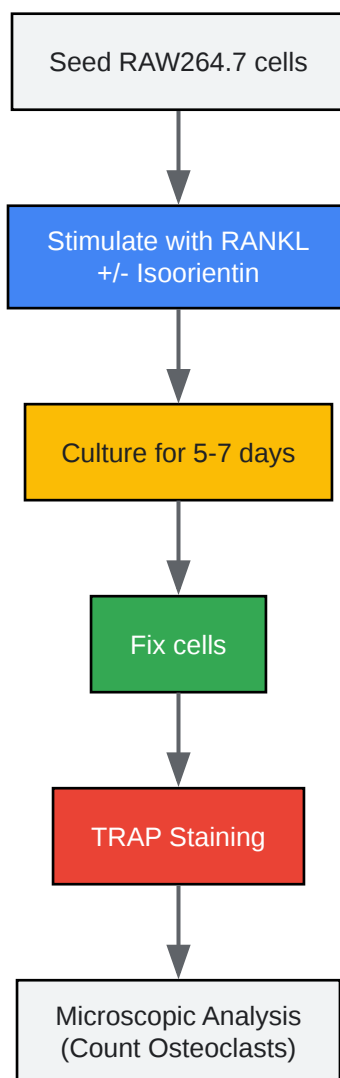 Seed RAW264.7 cells
Stimulate with RANKL
+/- Isoorientin
Culture for 5-7 days
Fix cells
TRAP Staining
Microscopic Analysis
(Count Osteoclasts)